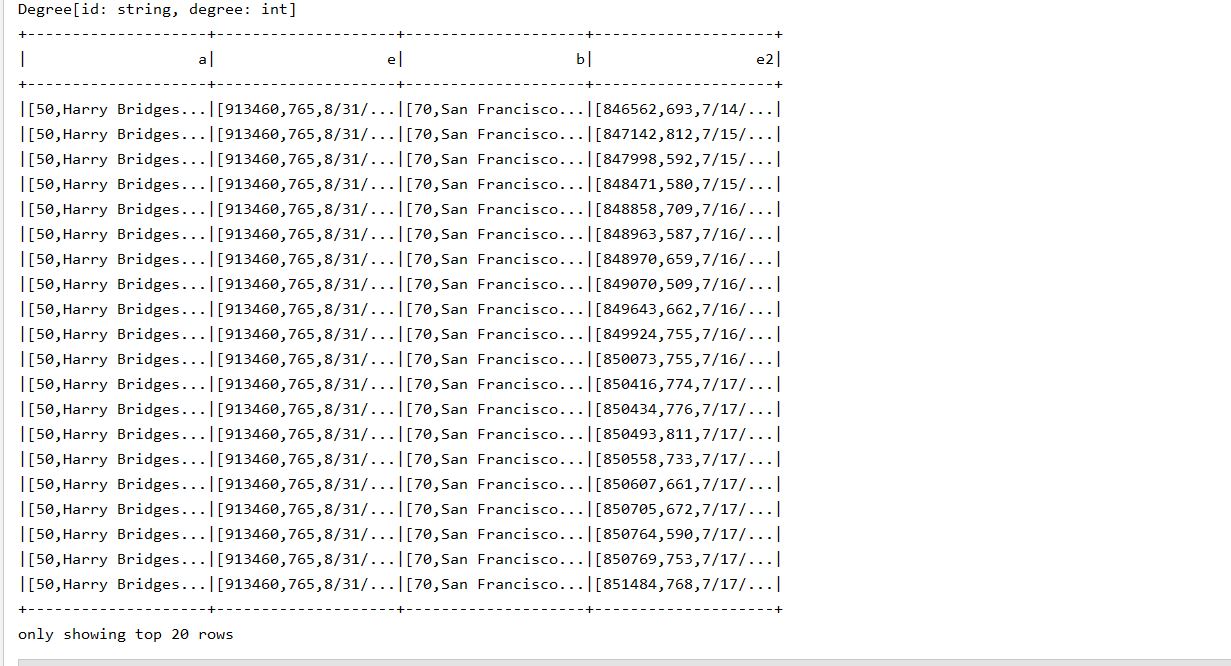 Degree[id: string, degree: int]
+--------------------+--------------------+--------------------+--------------------+
|                   a|                   e|                   b|                  e2|
+--------------------+--------------------+--------------------+--------------------+
|[50,Harry Bridges...|[913460,765,8/31/...|[70,San Francisco...|[846562,693,7/14/...|
|[50,Harry Bridges...|[913460,765,8/31/...|[70,San Francisco...|[847142,812,7/15/...|
|[50,Harry Bridges...|[913460,765,8/31/...|[70,San Francisco...|[847998,592,7/15/...|
|[50,Harry Bridges...|[913460,765,8/31/...|[70,San Francisco...|[848471,580,7/15/...|
|[50,Harry Bridges...|[913460,765,8/31/...|[70,San Francisco...|[848858,709,7/16/...|
|[50,Harry Bridges...|[913460,765,8/31/...|[70,San Francisco...|[848963,587,7/16/...|
|[50,Harry Bridges...|[913460,765,8/31/...|[70,San Francisco...|[848970,659,7/16/...|
|[50,Harry Bridges...|[913460,765,8/31/...|[70,San Francisco...|[849070,509,7/16/...|
|[50,Harry Bridges...|[913460,765,8/31/...|[70,San Francisco...|[849643,662,7/16/...|
|[50,Harry Bridges...|[913460,765,8/31/...|[70,San Francisco...|[849924,755,7/16/...|
|[50,Harry Bridges...|[913460,765,8/31/...|[70,San Francisco...|[850073,755,7/16/...|
|[50,Harry Bridges...|[913460,765,8/31/...|[70,San Francisco...|[850416,774,7/17/...|
|[50,Harry Bridges...|[913460,765,8/31/...|[70,San Francisco...|[850434,776,7/17/...|
|[50,Harry Bridges...|[913460,765,8/31/...|[70,San Francisco...|[850493,811,7/17/...|
|[50,Harry Bridges...|[913460,765,8/31/...|[70,San Francisco...|[850558,733,7/17/...|
|[50,Harry Bridges...|[913460,765,8/31/...|[70,San Francisco...|[850607,661,7/17/...|
|[50,Harry Bridges...|[913460,765,8/31/...|[70,San Francisco...|[850705,672,7/17/...|
|[50,Harry Bridges...|[913460,765,8/31/...|[70,San Francisco...|[850764,590,7/17/...|
|[50,Harry Bridges...|[913460,765,8/31/...|[70,San Francisco...|[850769,753,7/17/...|
|[50,Harry Bridges...|[913460,765,8/31/...|[70,San Francisco...|[851484,768,7/17/...|
+--------------------+--------------------+--------------------+--------------------+
only showing top 20 rows